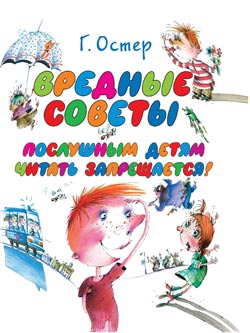 Г. Остер
ВРЕДНЫЕ
СОВЕТЫ
ПОСЛУШНЫМ ДЕТЯМ
ЧИТАТЬ ЗАПРЕЩАЕТСЯ!